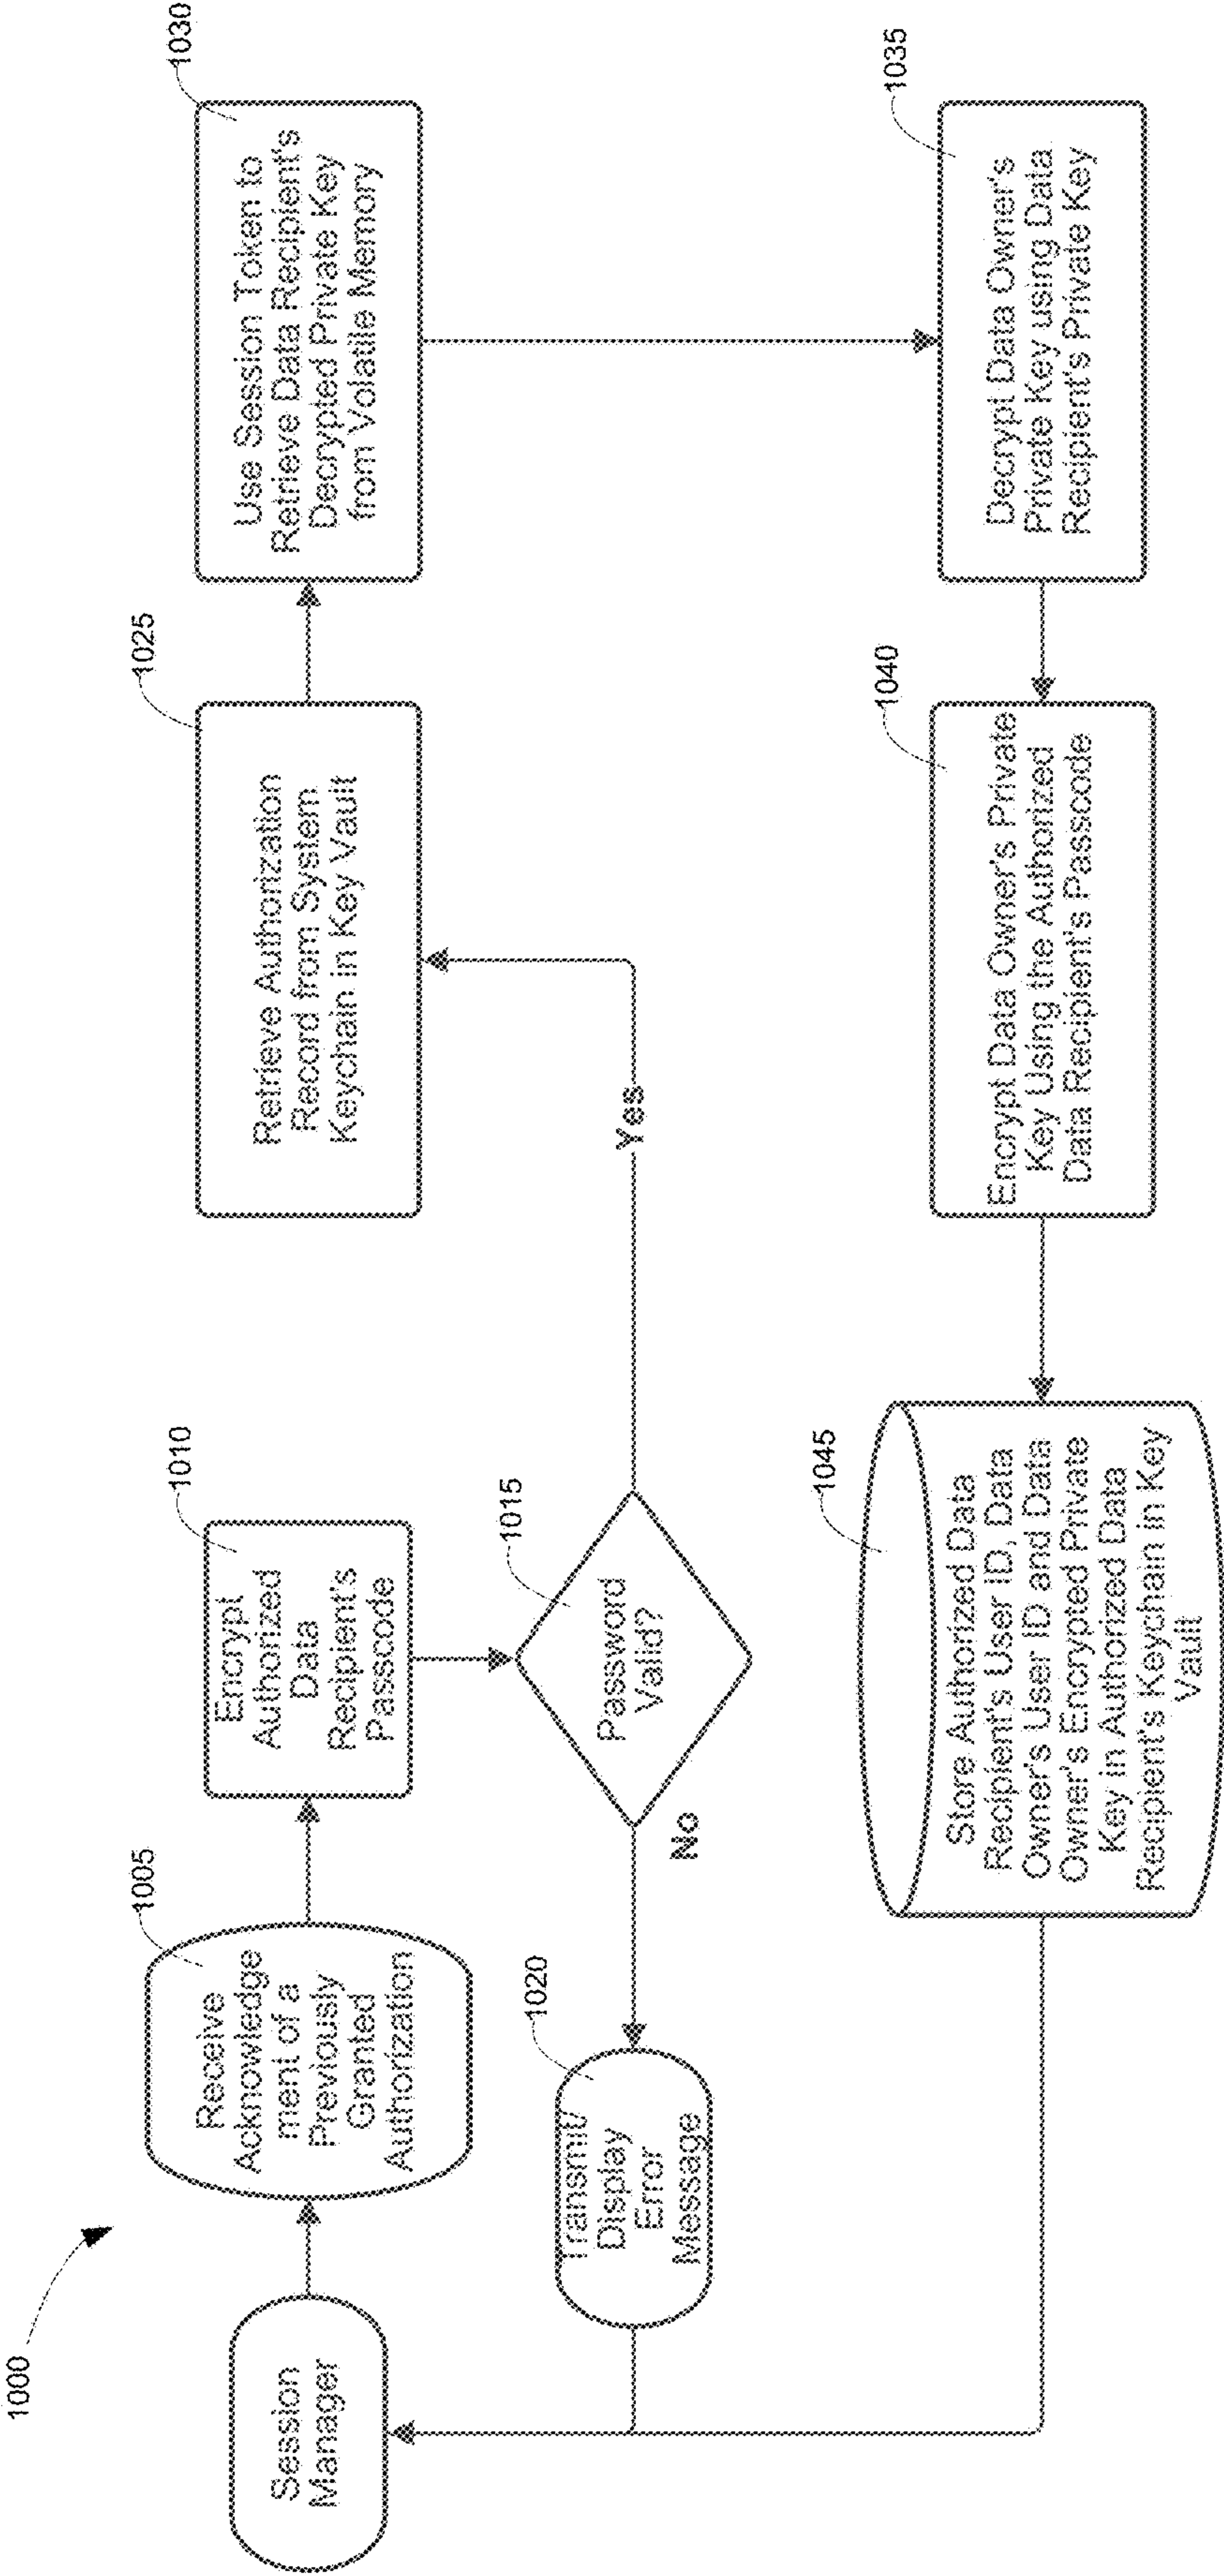 1000
Session
Manager
1005
Receive
Acknowledge
ment of a
Previously
Granted
Authorization
1010
Encrypt
Authorized
Data
Recipient's
Passcode
1015
Password
Valid?
No
Yes
1020
Transmit/
Display
Error
Message
1025
Retrieve Authorization
Record from System
Keychain in Key Vault
1030
Use Session Token to
Retrieve Data Recipient's
Decrypted Private Key
from Volatile Memory
1035
Decrypt Data Owner's
Private Key using Data
Recipient's Private Key
1040
Encrypt Data Owner's Private
Key Using the Authorized
Data Recipient's Passcode
1045
Store Authorized Data
Recipient's User ID, Data
Owner's User ID and Data
Owner's Encrypted Private
Key in Authorized Data
Recipient's Keychain in Key
Vault